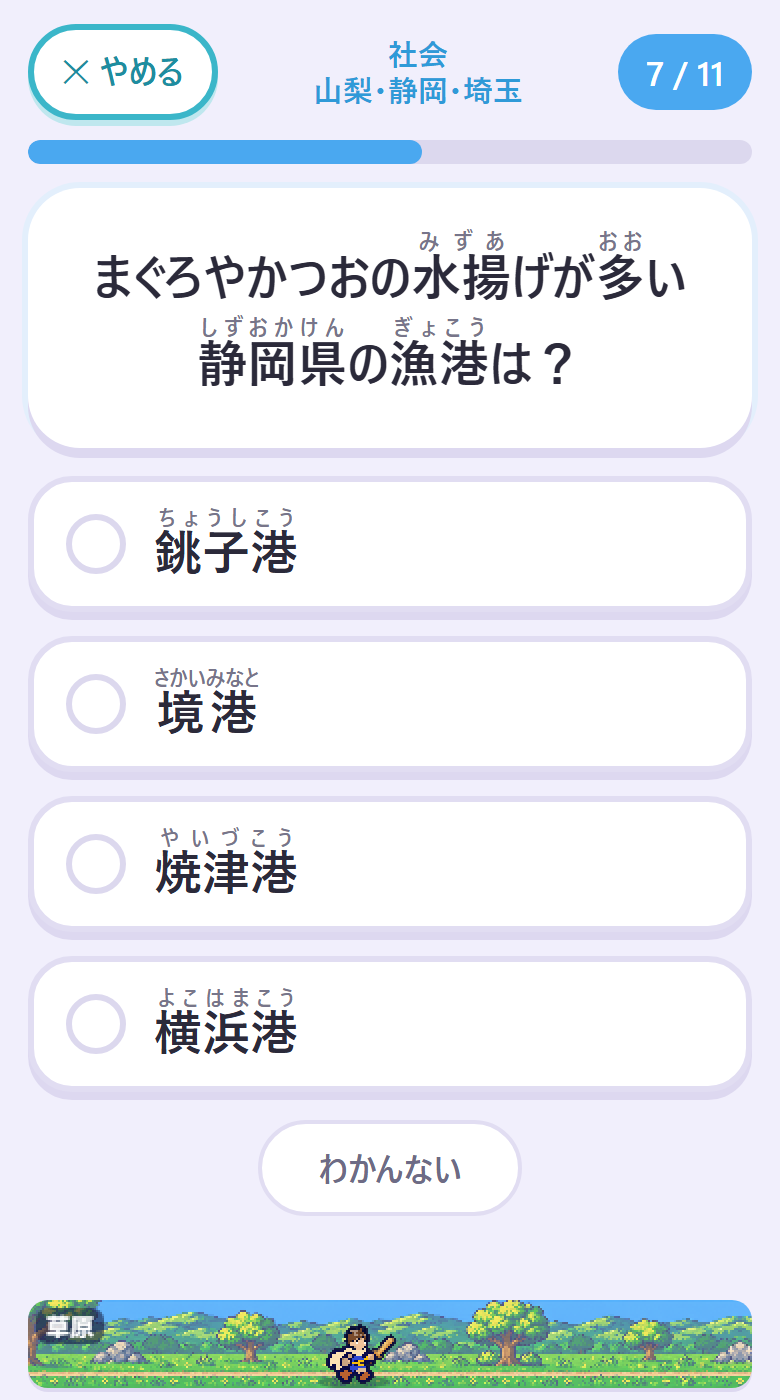 × やめる
社会
山梨・静岡・埼玉
7 / 11
みずあ おお
まぐろやかつおの水揚げが多い
しずおかけん ぎょこう
静岡県の漁港は？
ちょうしこう
銚子港
さかいみなと
境港
やいづこう
焼津港
よこはまこう
横浜港
わかんない
草原